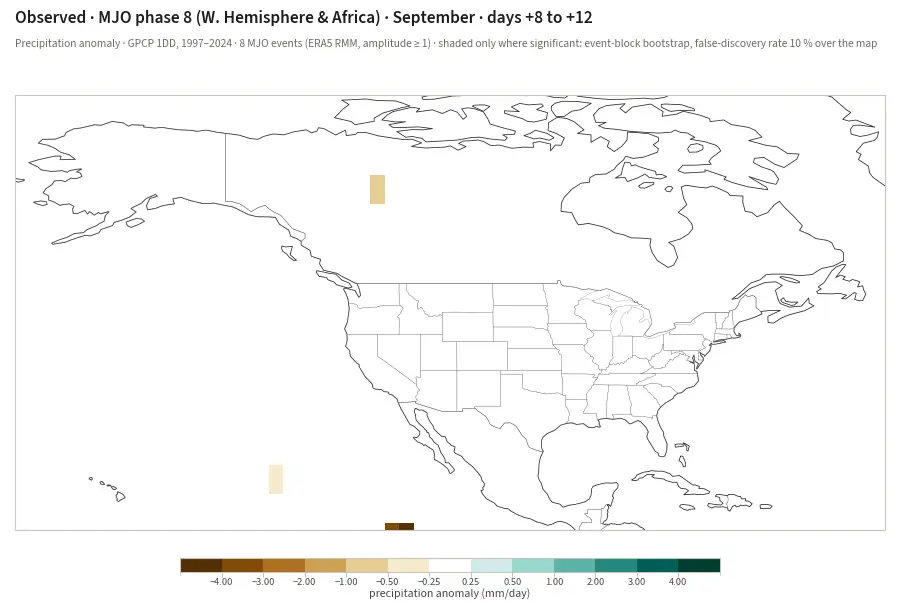 Observed · MJO phase 8 (W. Hemisphere & Africa) · September · days +8 to +12
Precipitation anomaly · GPCP 1DD, 1997–2024 · 8 MJO events (ERA5 RMM, amplitude ≥ 1) · shaded only where significant: event-block bootstrap, false-discovery rate 10 % over the map
−4.00 −3.00 −2.00 −1.00 −0.50 −0.25 0.25 0.50 1.00 2.00 3.00 4.00
precipitation anomaly (mm/day)